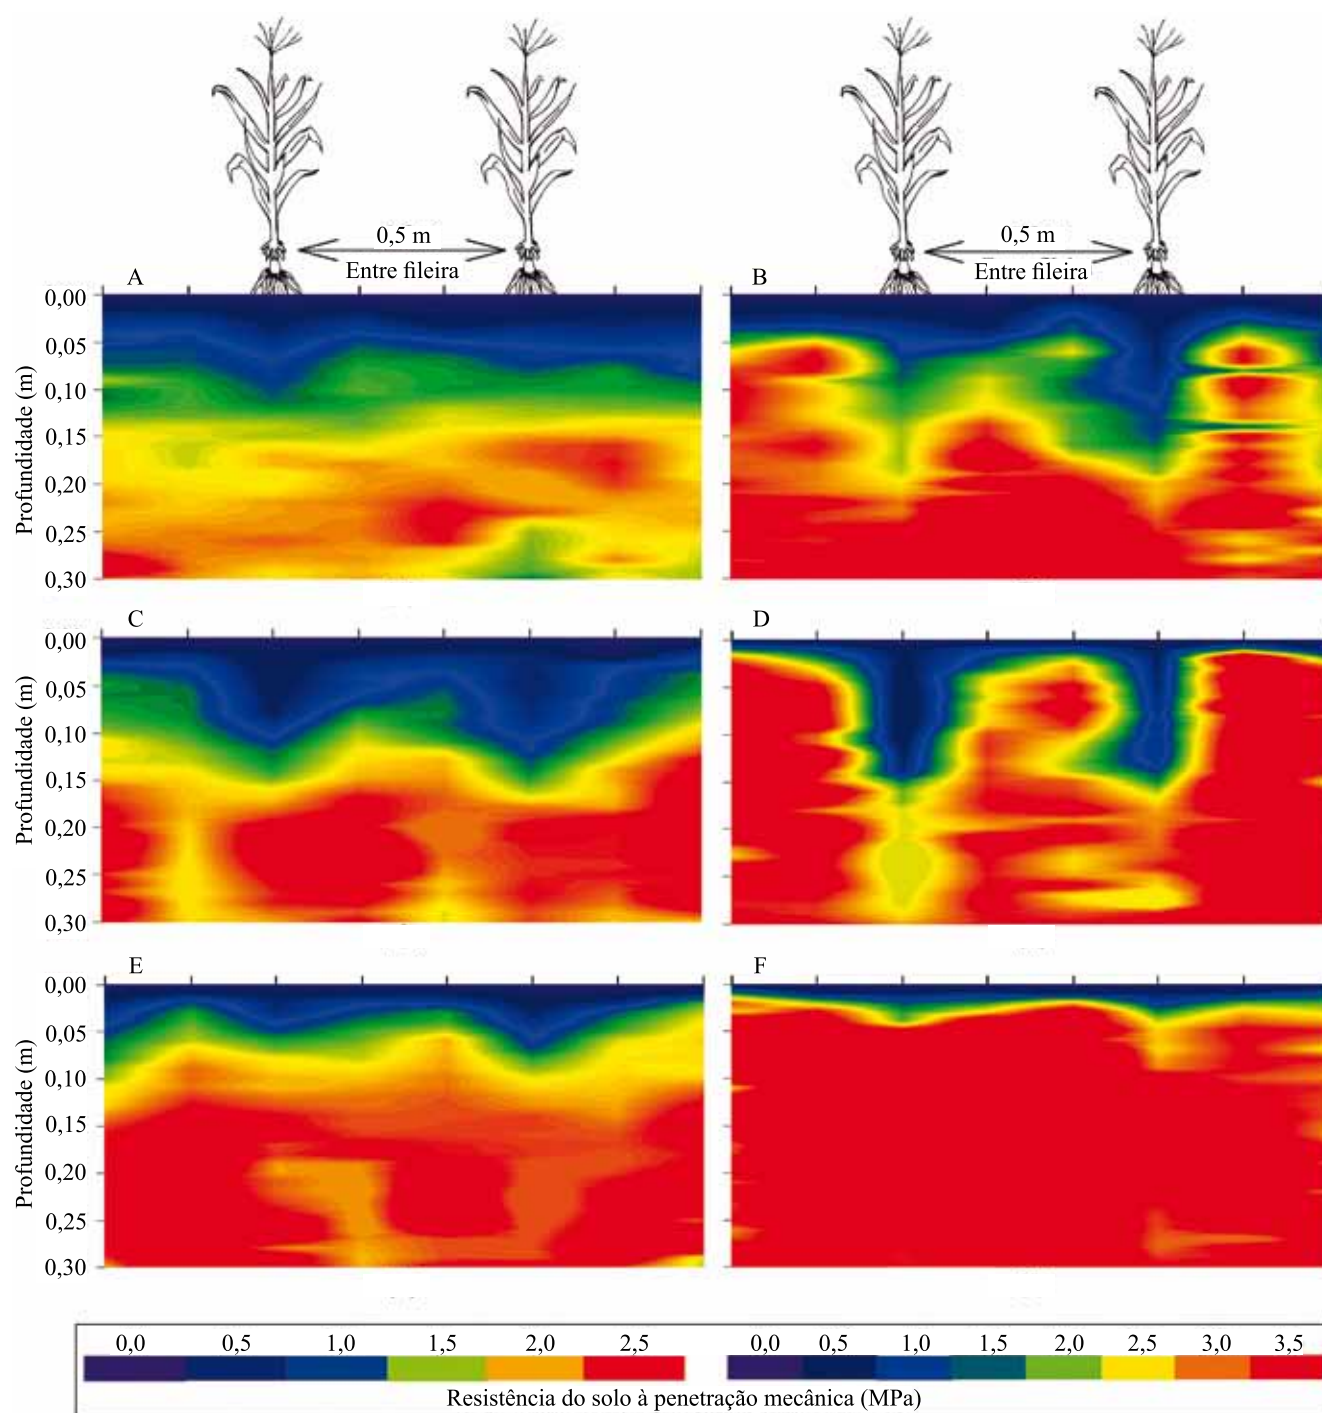 0,5 m
Entre fileira
0,5 m
Entre fileira
A
B
Profundidade (m)
0,00
0,05
0,10
0,15
0,20
0,25
0,30
C
D
Profundidade (m)
0,00
0,05
0,10
0,15
0,20
0,25
0,30
E
F
Profundidade (m)
0,00
0,05
0,10
0,15
0,20
0,25
0,30
0,0 0,5 1,0 1,5 2,0 2,5
0,0 0,5 1,0 1,5 2,0 2,5 3,0 3,5
Resistência do solo à penetração mecânica (MPa)